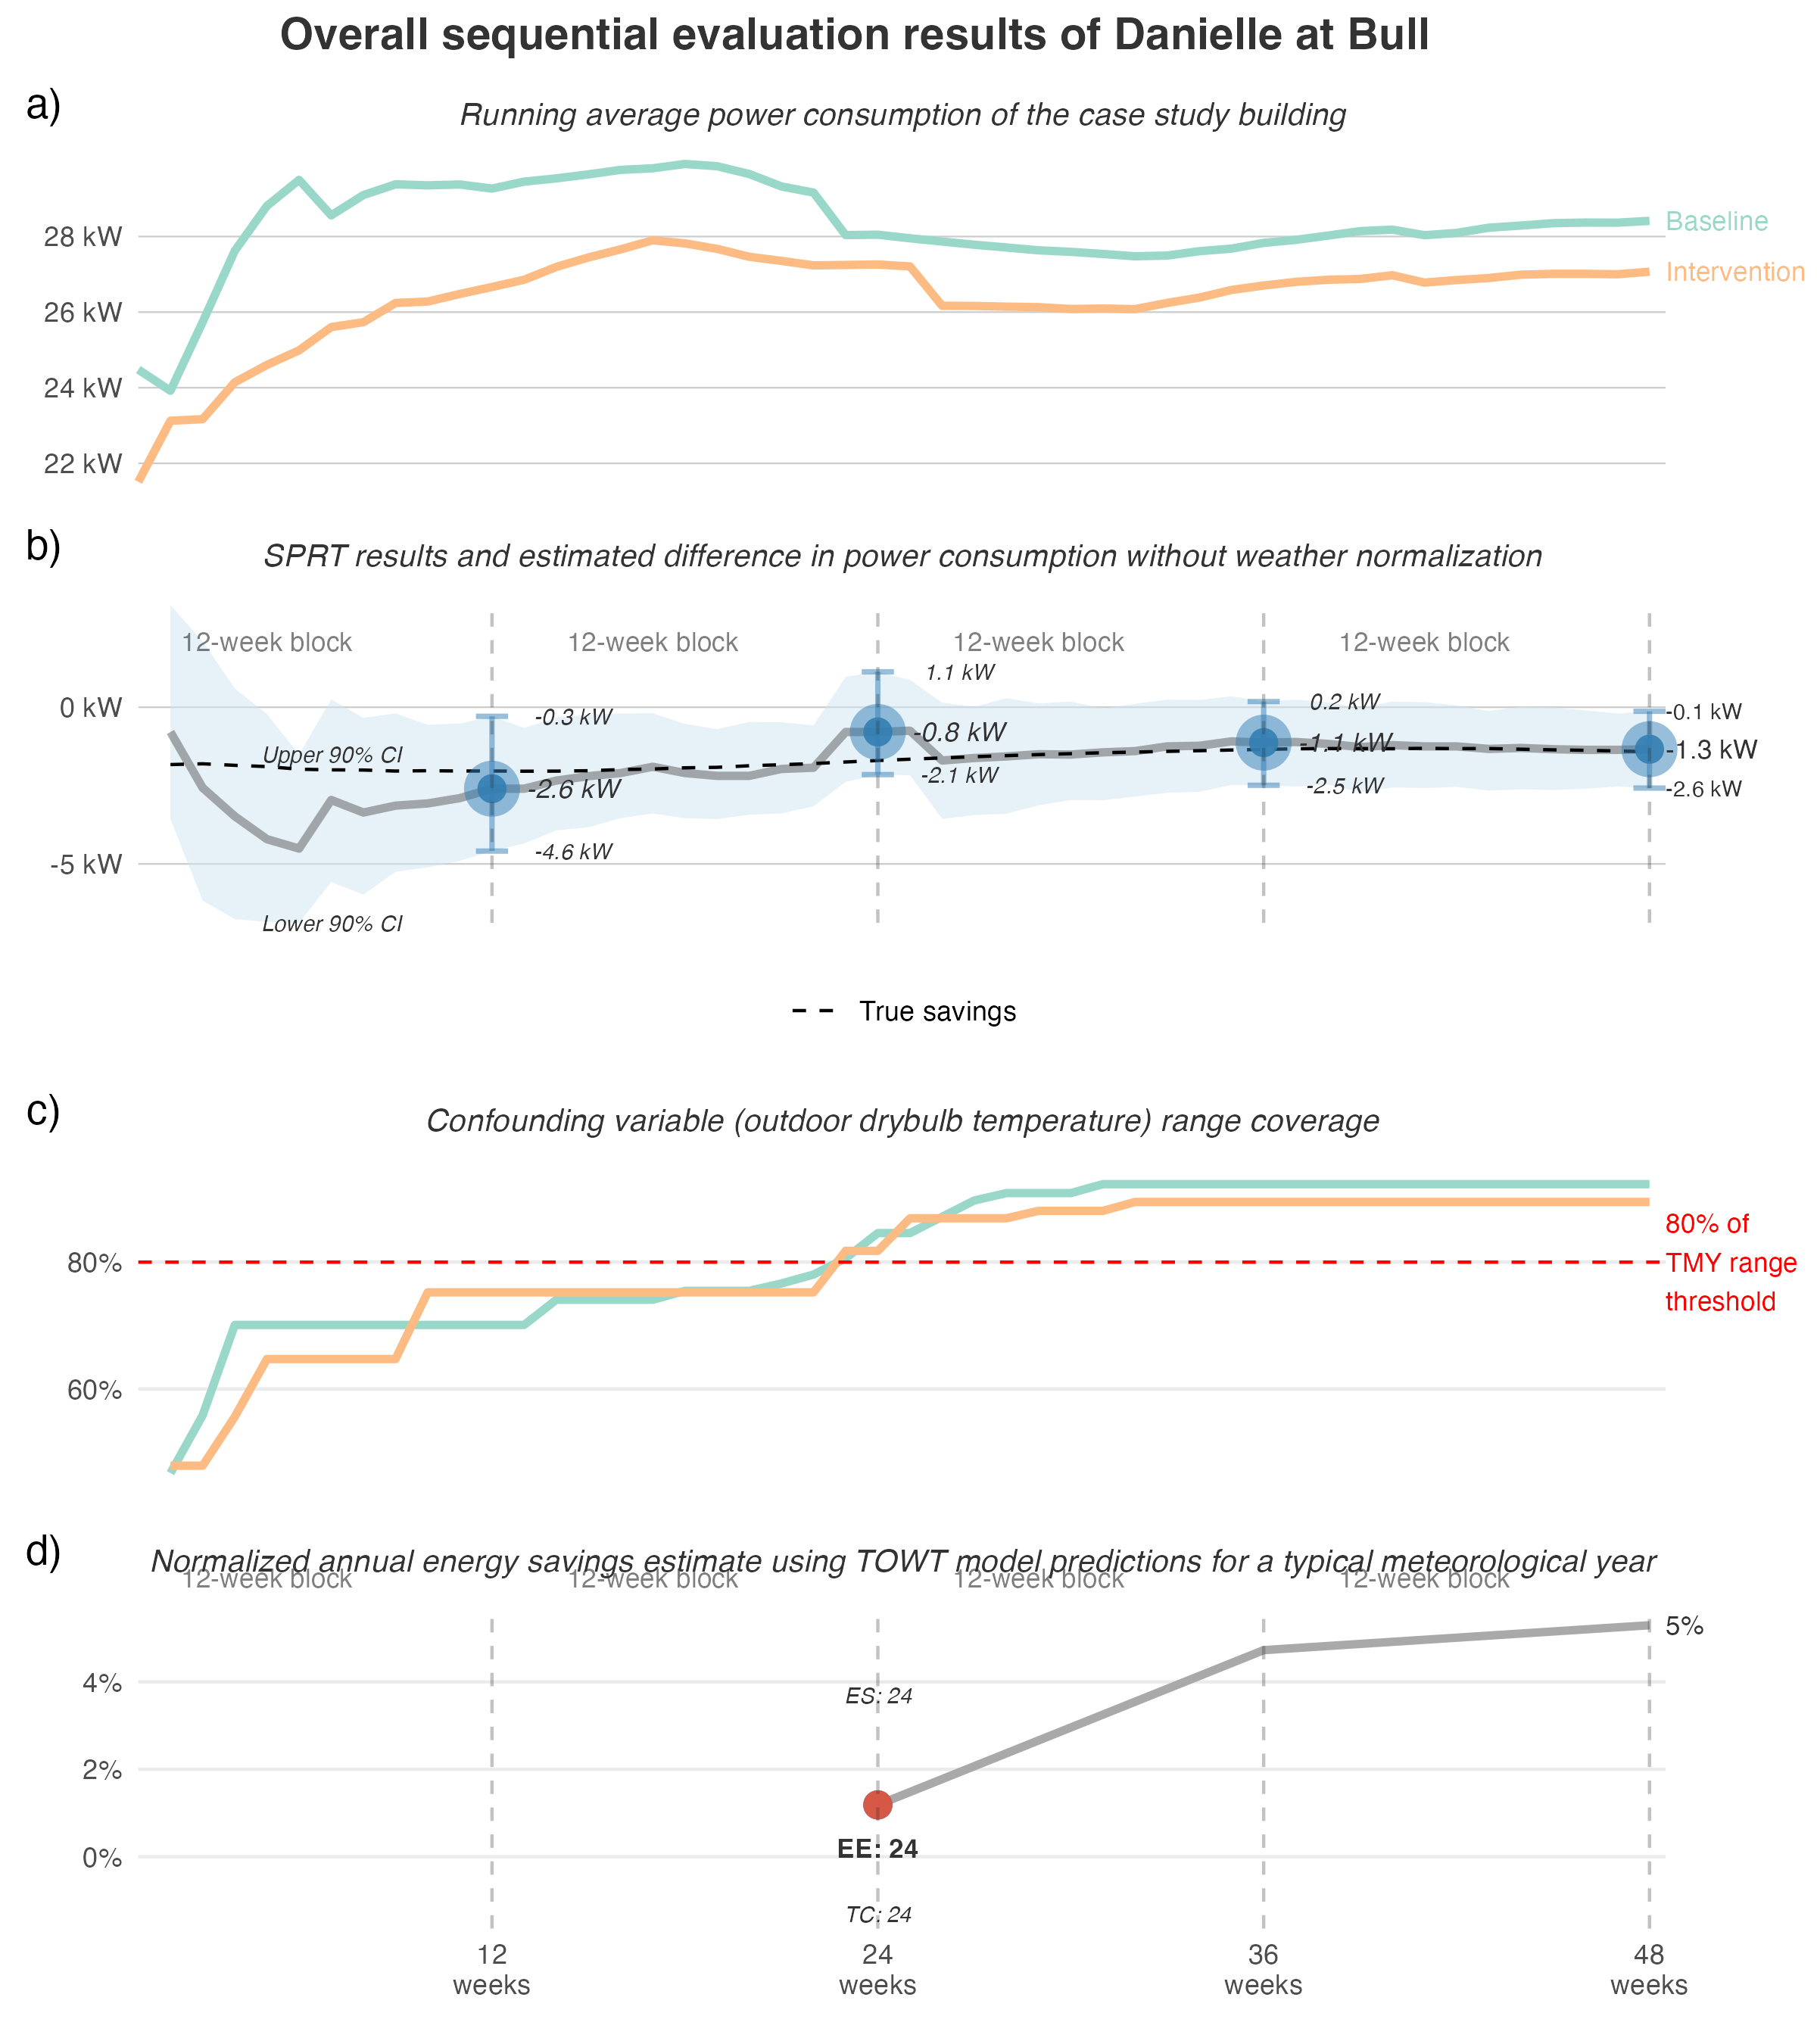 Overall sequential evaluation results of Danielle at Bull
a)
Running average power consumption of the case study building
28 kW
26 kW
24 kW
22 kW
Baseline
Intervention
b)
SPRT results and estimated difference in power consumption without weather normalization
12-week block
12-week block
12-week block
12-week block
0 kW
-5 kW
Upper 90% CI
Lower 90% CI
-0.3 kW
-2.6 kW
-4.6 kW
1.1 kW
-0.8 kW
-2.1 kW
0.2 kW
-1.1 kW
-2.5 kW
-0.1 kW
-1.3 kW
-2.6 kW
True savings
c)
Confounding variable (outdoor drybulb temperature) range coverage
80%
60%
80% of
TMY range
threshold
d)
Normalized annual energy savings estimate using TOWT model predictions for a typical meteorological year
12-week block
12-week block
12-week block
12-week block
4%
2%
0%
5%
ES: 24
EE: 24
TC: 24
12
weeks
24
weeks
36
weeks
48
weeks